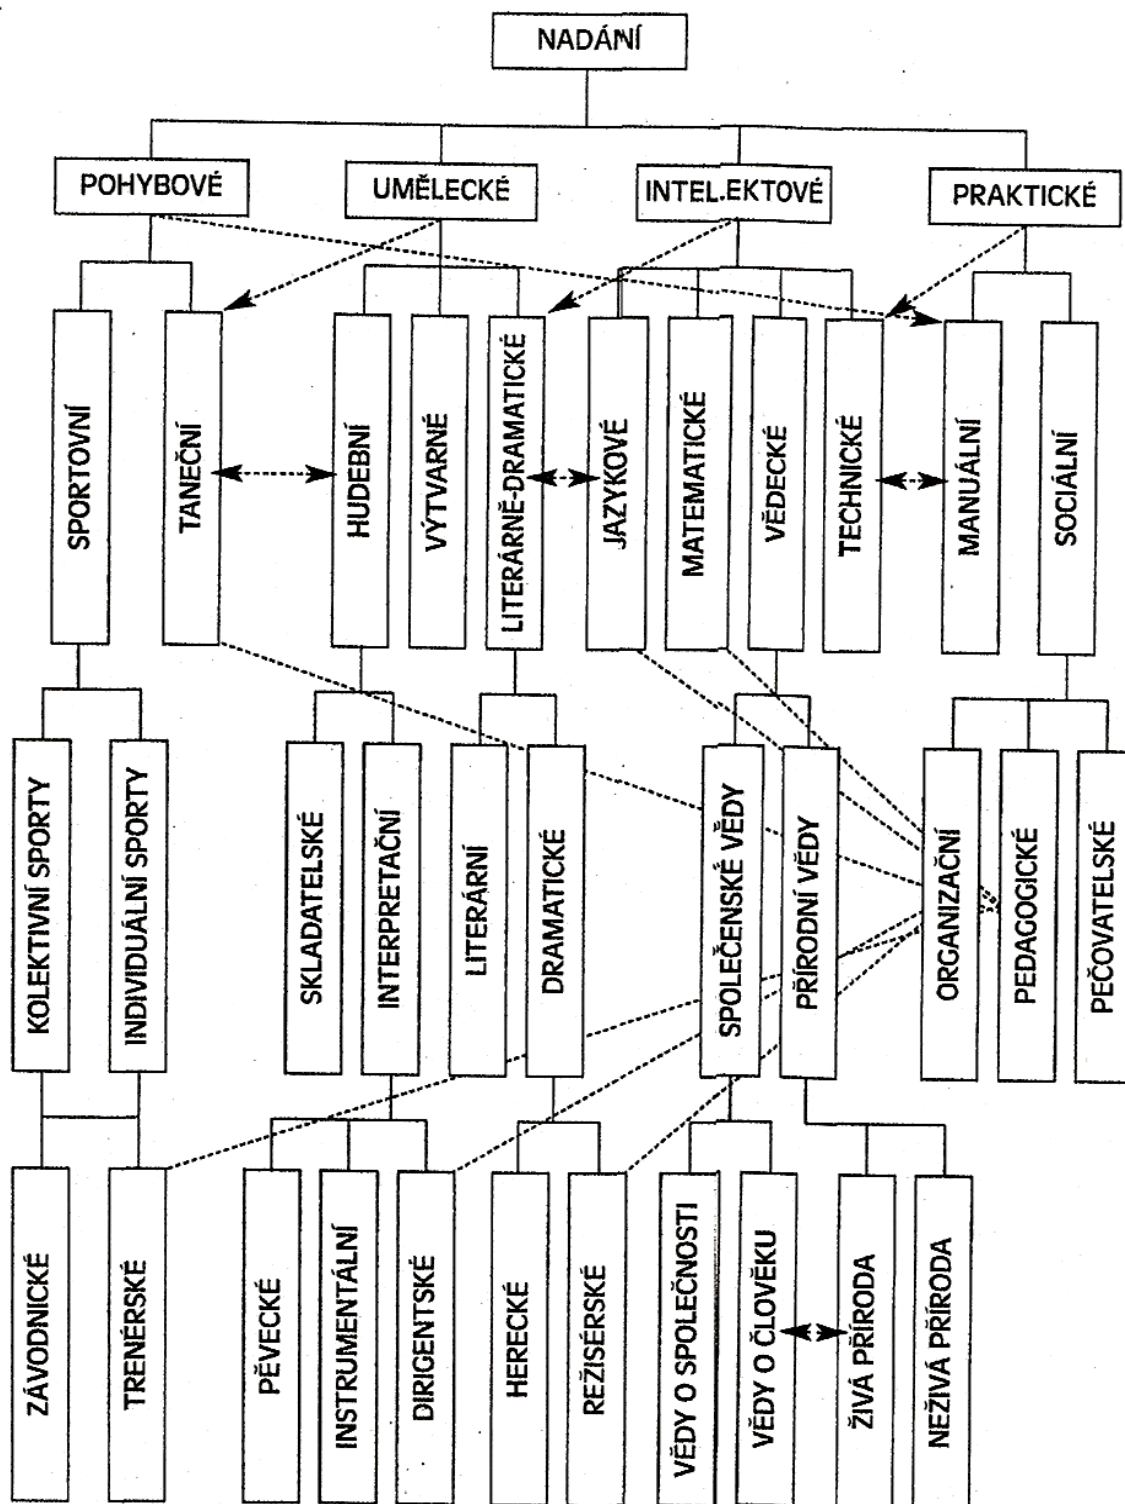 NADÁNÍ
POHYBOVÉ
UMĚLECKÉ
INTELEKTOVÉ
PRAKTICKÉ
SPORTOVNÍ
TANEČNÍ
HUDEBNÍ
VÝTVARNÉ
LITERÁRNĚ-DRAMATICKÉ
JAZYKOVÉ
MATEMATICKÉ
VĚDECKÉ
TECHNICKÉ
MANUÁLNÍ
SOCIÁLNÍ
KOLEKTIVNÍ SPORTY
INDIVIDUÁLNÍ SPORTY
SKLADATELSKÉ
INTERPRETAČNÍ
LITERÁRNÍ
DRAMATICKÉ
SPOLEČENSKÉ VĚDY
PŘÍRODNÍ VĚDY
ORGANIZAČNÍ
PEDAGOGICKÉ
PEČOVATELSKÉ
ZÁVODNICKÉ
TRENÉRSKÉ
PĚVECKÉ
INSTRUMENTÁLNÍ
DIRIGENTSKÉ
HERECKÉ
REŽISÉRSKÉ
VĚDY O SPOLEČNOSTI
VĚDY O ČLOVĚKU
ŽIVÁ PŘÍRODA
NEŽIVÁ PŘÍRODA